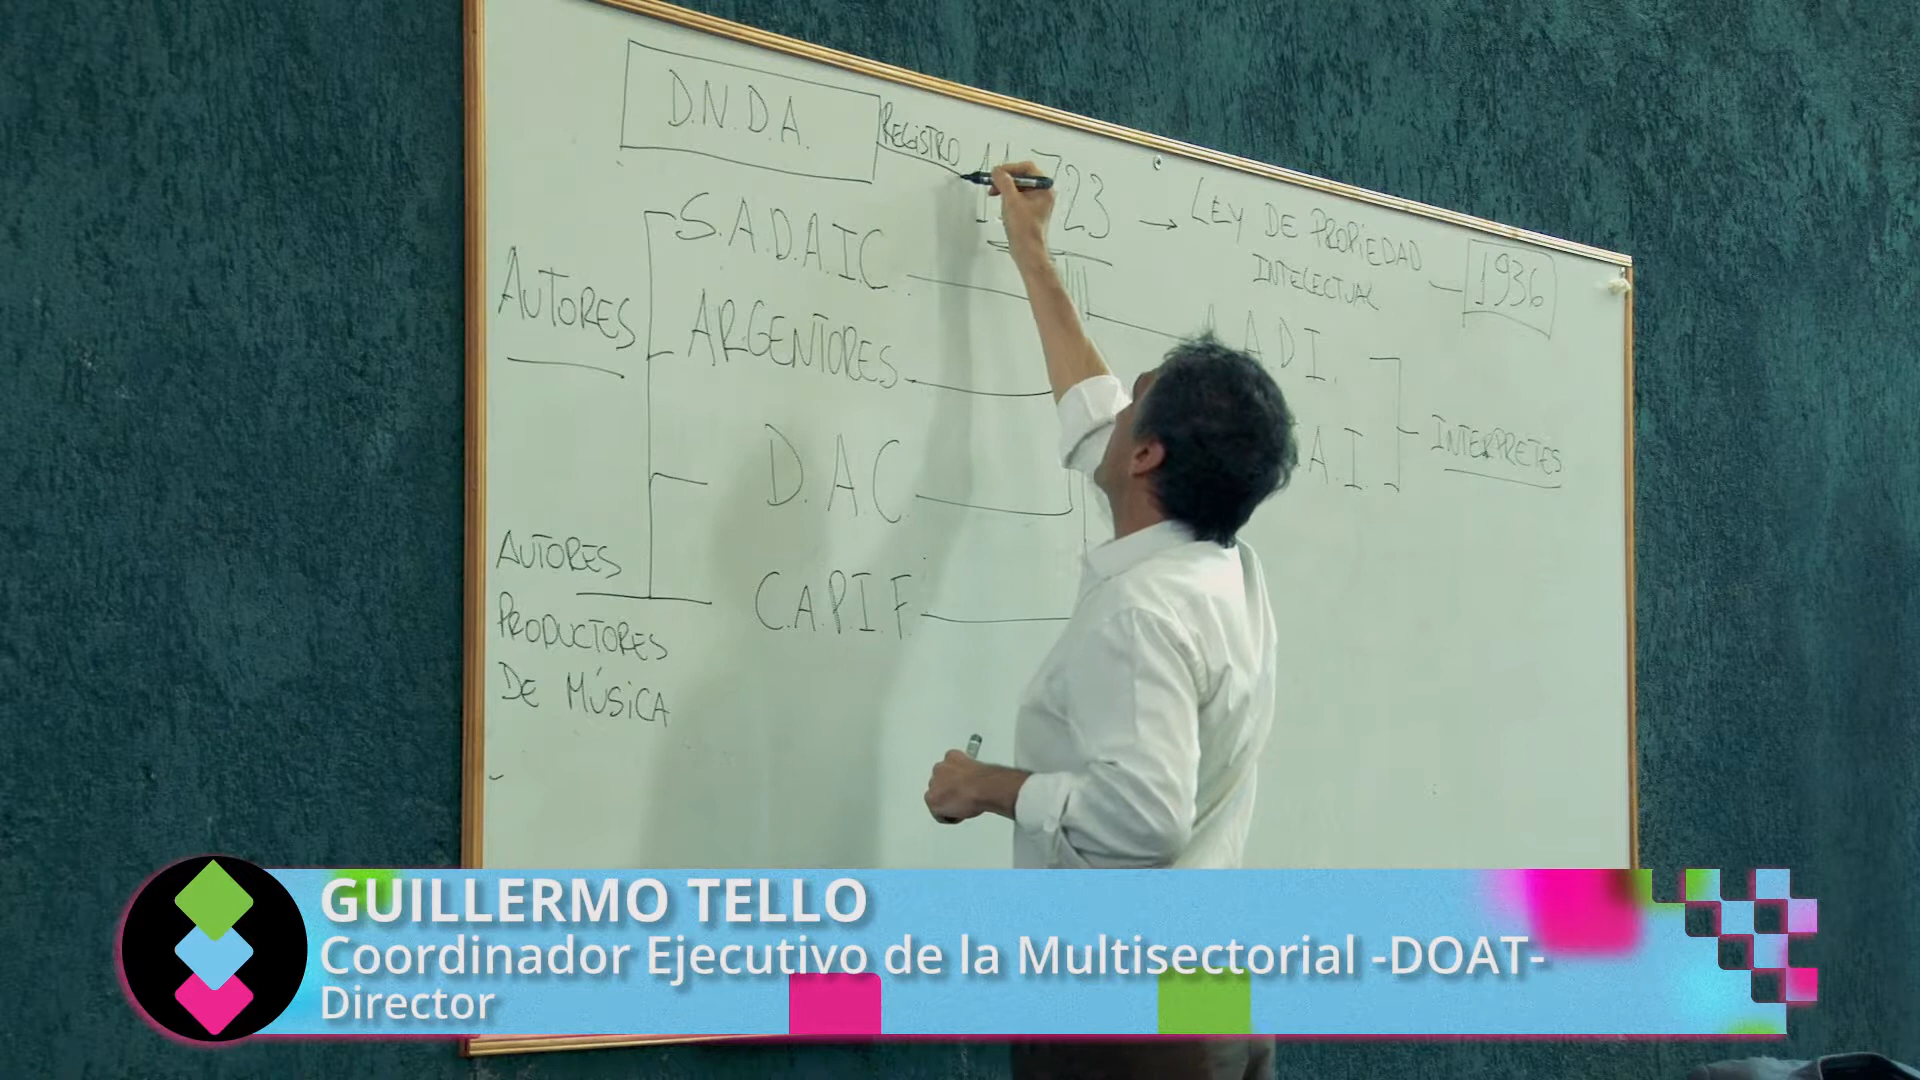 D.N.D.A.
REGISTRO
23
→ LEY DE PROPIEDAD
INTELECTUAL
1936
S.A.D.A.I.C.
AUTORES
ARGENTORES
A.D.I.
D.A.C.
A.I.
INTERPRETES
AUTORES
PRODUCTORES
DE MÚSICA
C.A.P.I.F.
GUILLERMO TELLO
Coordinador Ejecutivo de la Multisectorial -DOAT-
Director